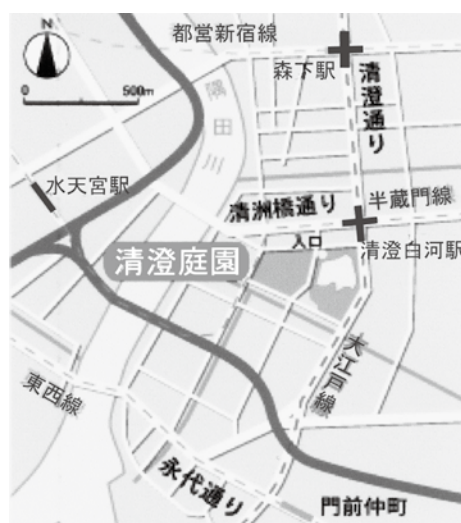 N
都営新宿線
森下駅
0 500m
隅田川
清澄通り
水天宮駅
清洲橋通り
半蔵門線
入口
清澄庭園
清澄白河駅
大江戸線
東西線
永代通り
門前仲町